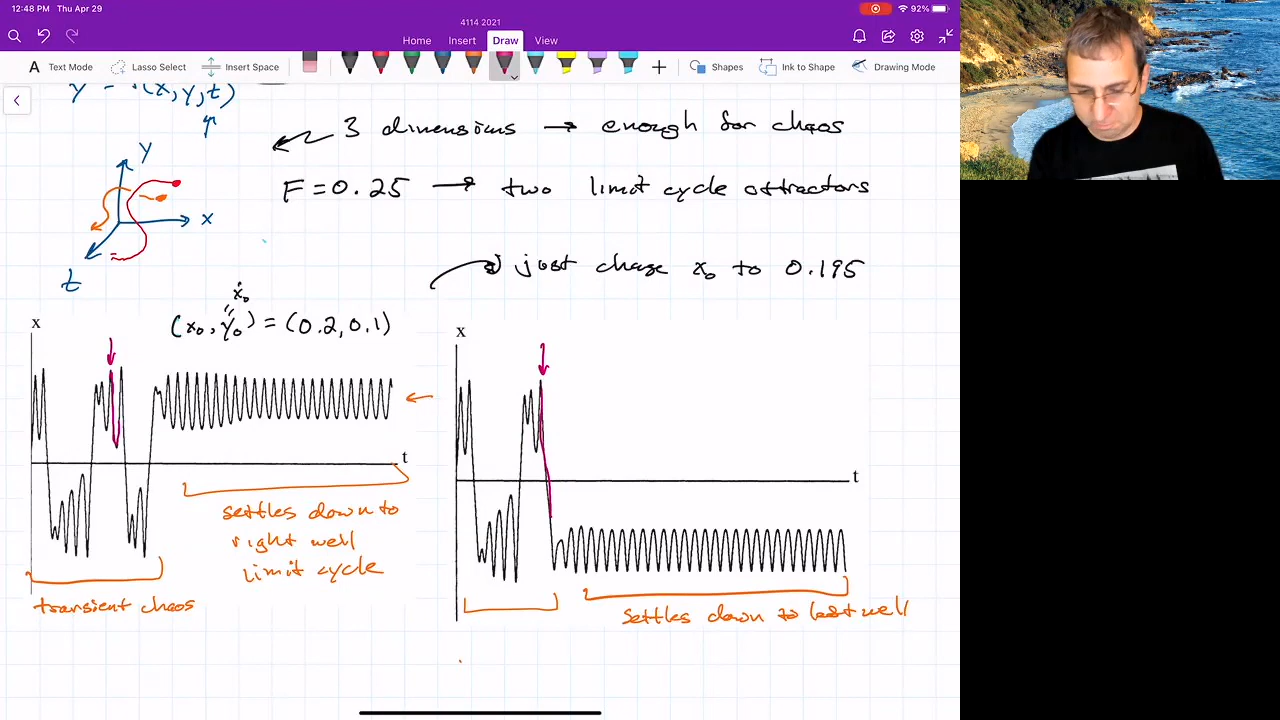 12:48 PM Thu Apr 29
92%
4114 2021
Home Insert Draw View
Text Mode Lasso Select Insert Space Shapes Ink to Shape Drawing Mode
(x, y, t)
3 dimensions → enough for chaos
y
x
t
F = 0.25 → two limit cycle attractors
just change x₀ to 0.195
ẋ₀
(x₀, y₀) = (0.2, 0.1)
x
t
x
t
settles down to
right well
limit cycle
transient chaos
settles down to left well